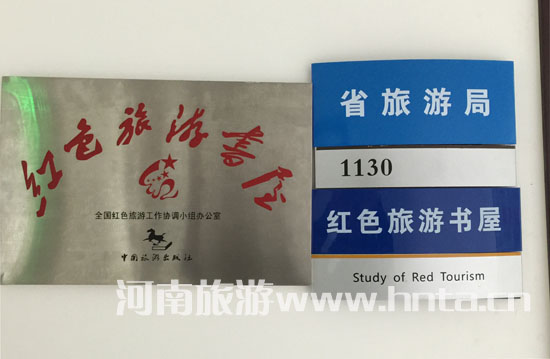 红色旅游書屋
全国红色旅游工作协调小组办公室
中国旅游出版社
省旅游局
1130
红色旅游书屋
Study of Red Tourism
河南旅游www.hnta.cn